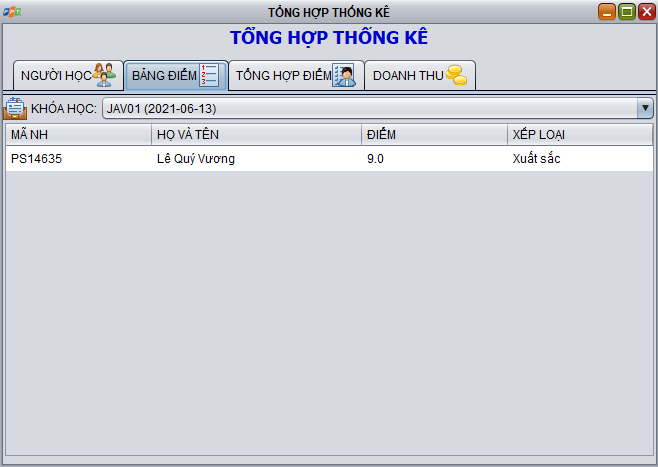 TỔNG HỢP THỐNG KÊ
TỔNG HỢP THỐNG KÊ
NGƯỜI HỌC BẢNG ĐIỂM TỔNG HỢP ĐIỂM DOANH THU
KHÓA HỌC: JAV01 (2021-06-13)
MÃ NH HỌ VÀ TÊN ĐIỂM XẾP LOẠI
PS14635 Lê Quý Vương 9.0 Xuất sắc